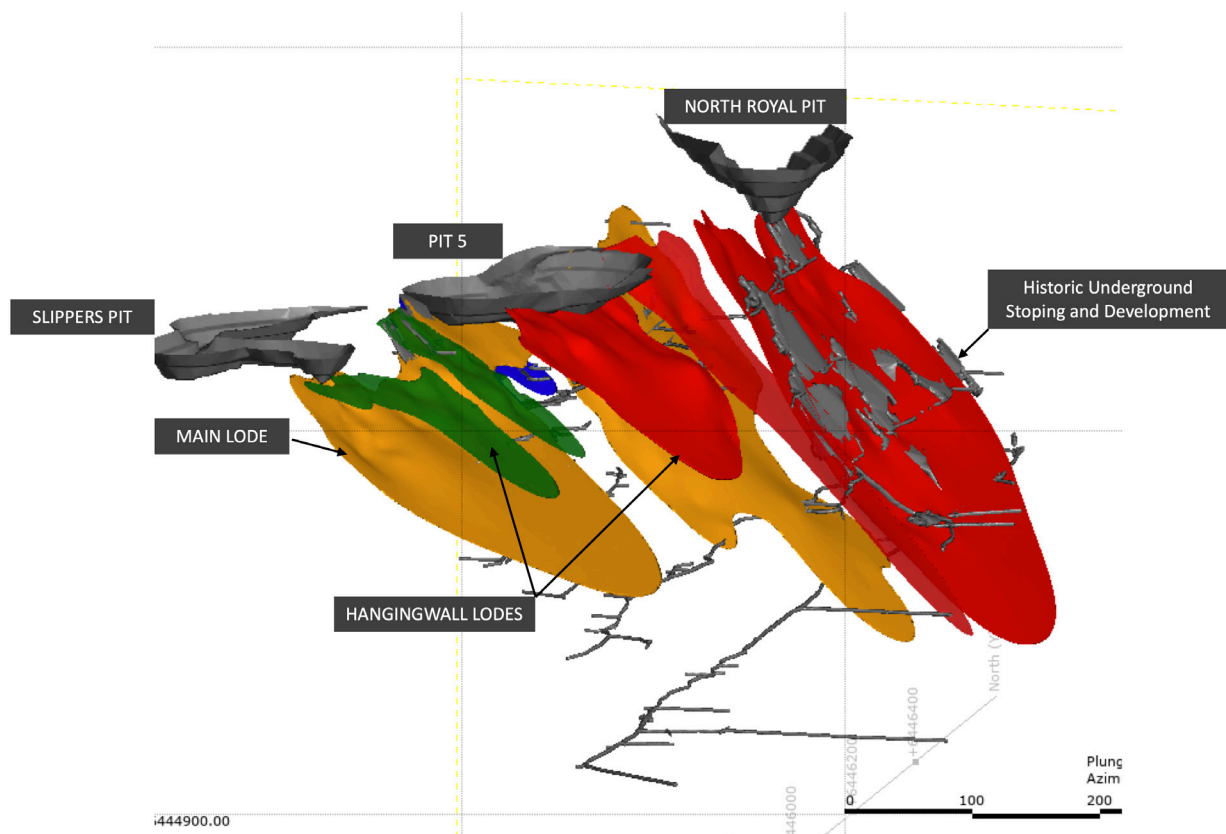 NORTH ROYAL PIT
PIT 5
SLIPPERS PIT
Historic Underground
Stoping and Development
MAIN LODE
HANGINGWALL LODES
North (Y
+6446400
6446200
446000
Plung
Azim
0
100
200
6444900.00